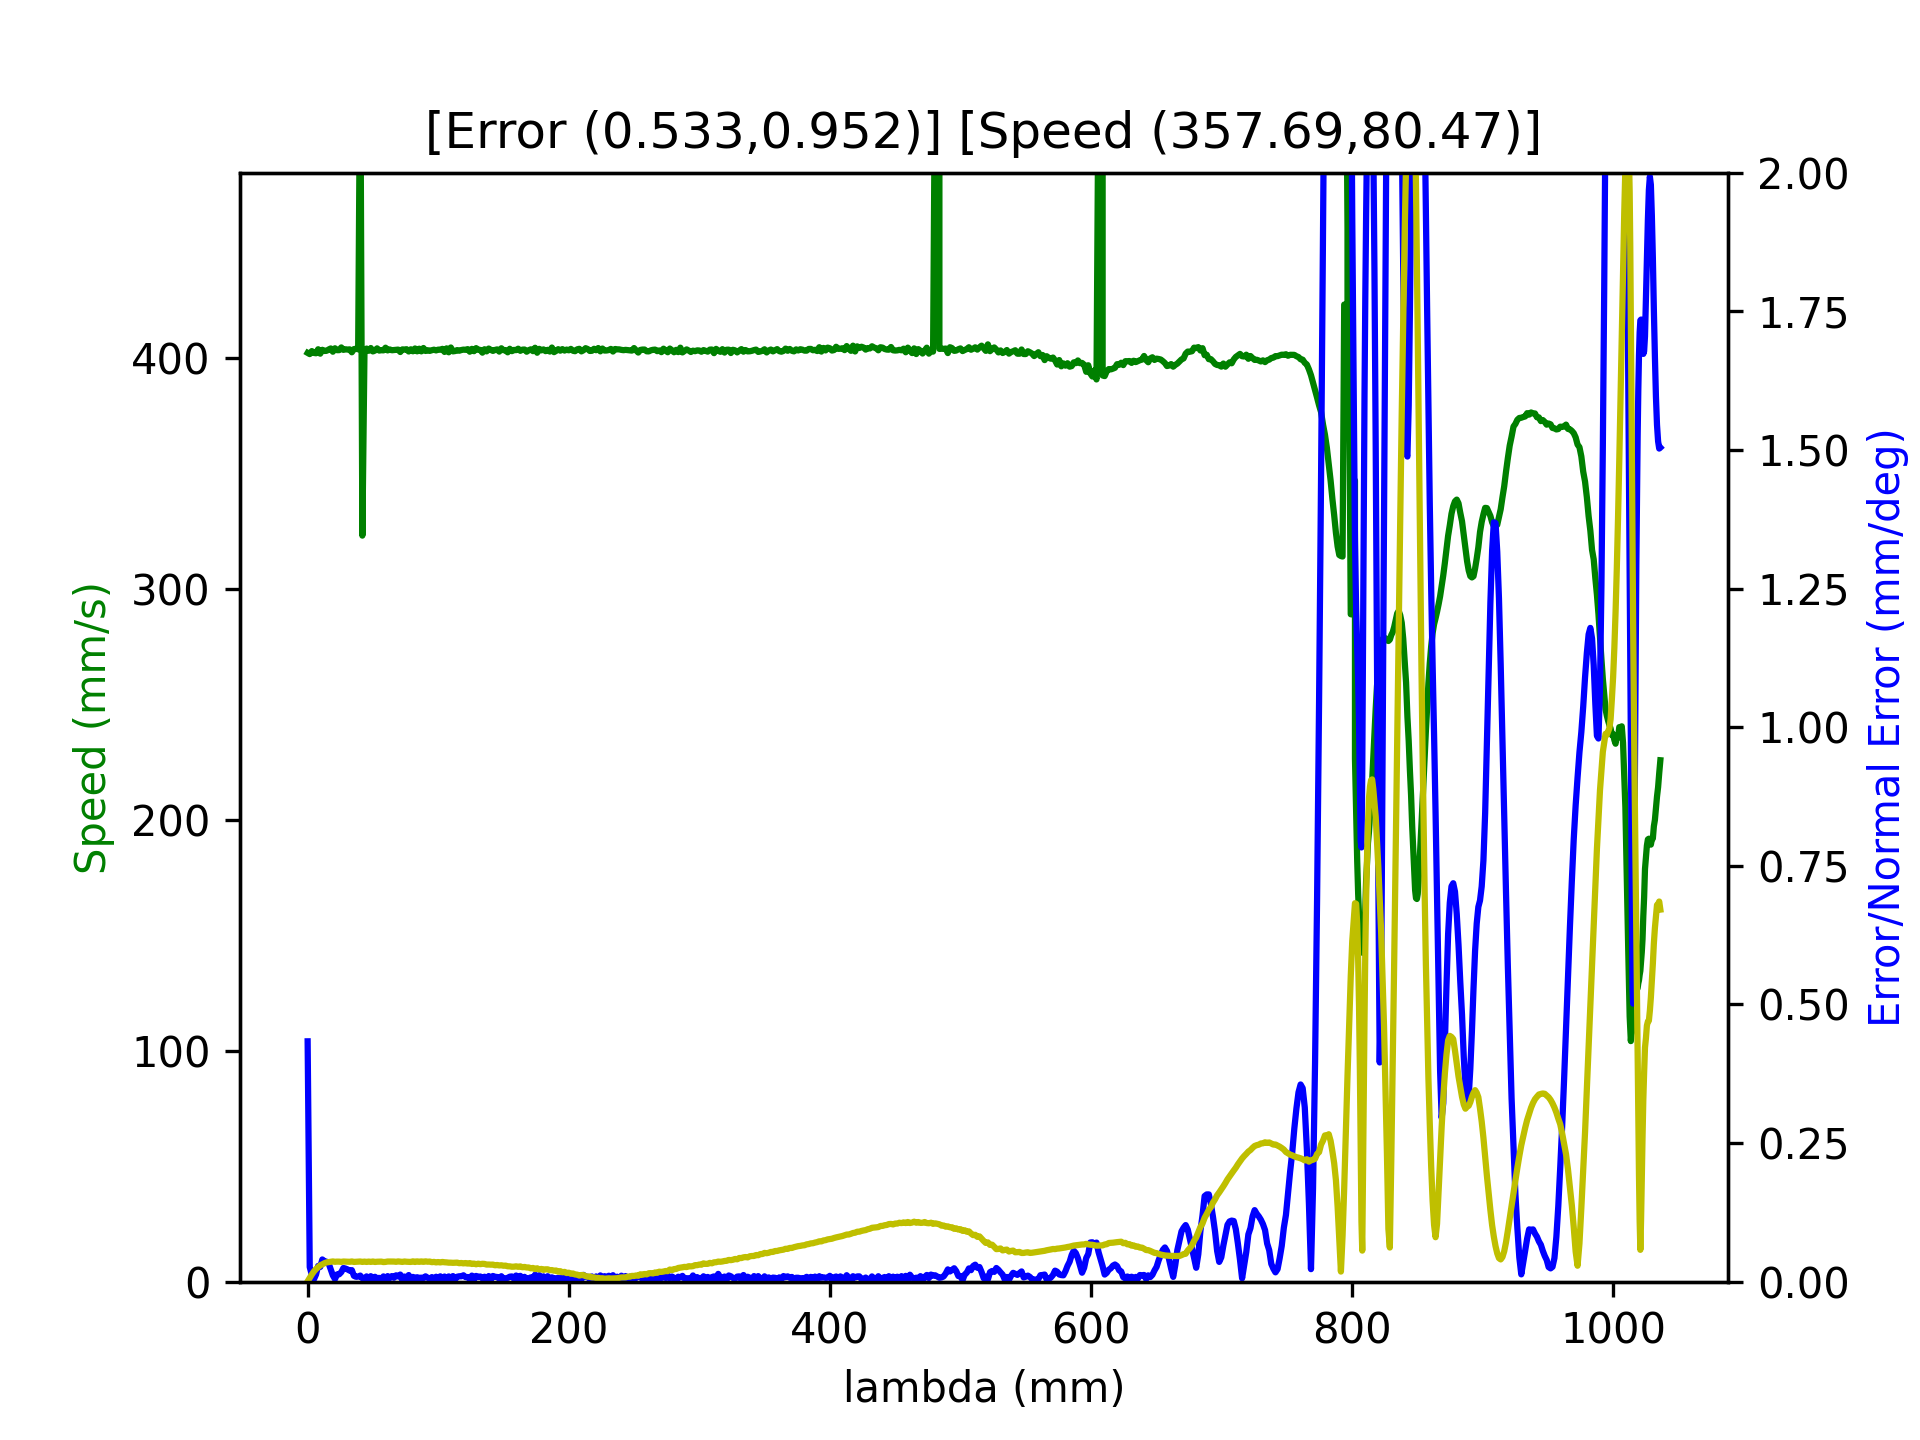 [Error (0.533,0.952)] [Speed (357.69,80.47)]
Speed (mm/s)
400
300
200
100
0
2.00
1.75
1.50
1.25
1.00
0.75
0.50
0.25
0.00
Error/Normal Error (mm/deg)
0 200 400 600 800 1000
lambda (mm)